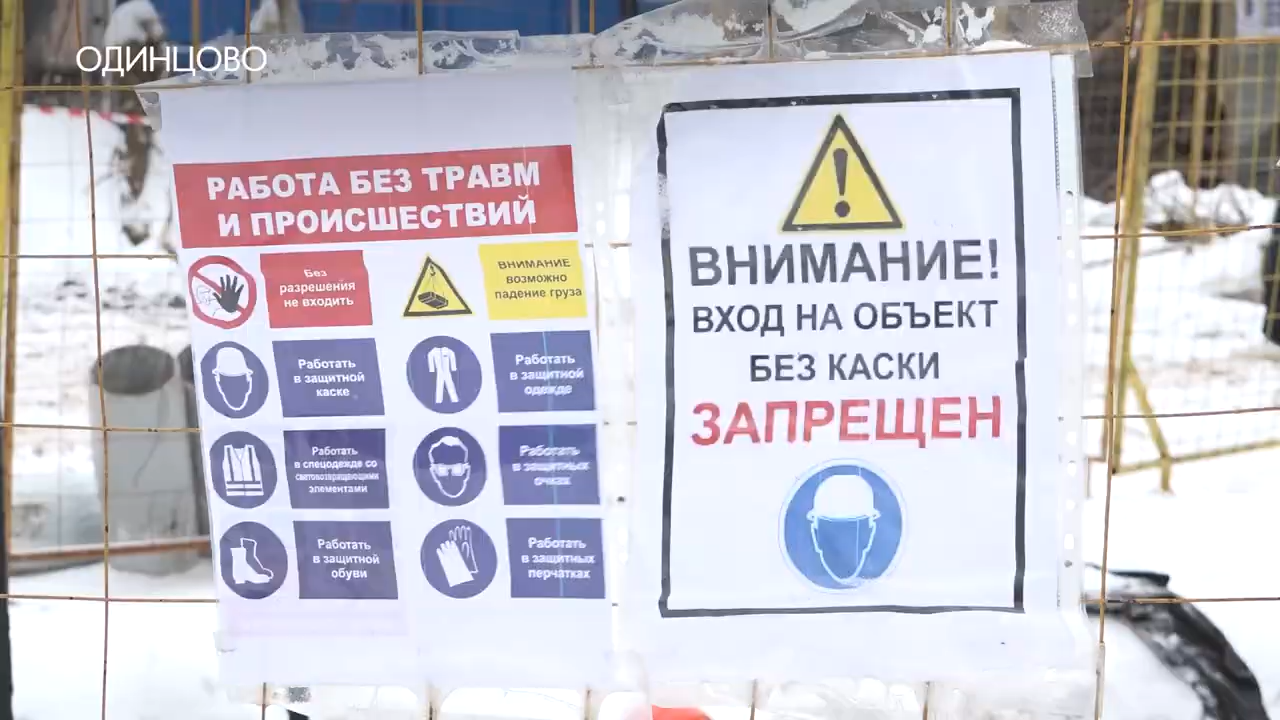 ОДИНЦОВО
РАБОТА БЕЗ ТРАВМ
И ПРОИСШЕСТВИЙ
Без
разрешения
не входить
ВНИМАНИЕ
возможно
падение груза
Работать
в защитной
каске
Работать
в защитной
одежде
Работать
в спецодежде со
световозвращающими
элементами
Работать
в защитных
очках
Работать
в защитной
обуви
Работать
в защитных
перчатках
ВНИМАНИЕ!
ВХОД НА ОБЪЕКТ
БЕЗ КАСКИ
ЗАПРЕЩЕН